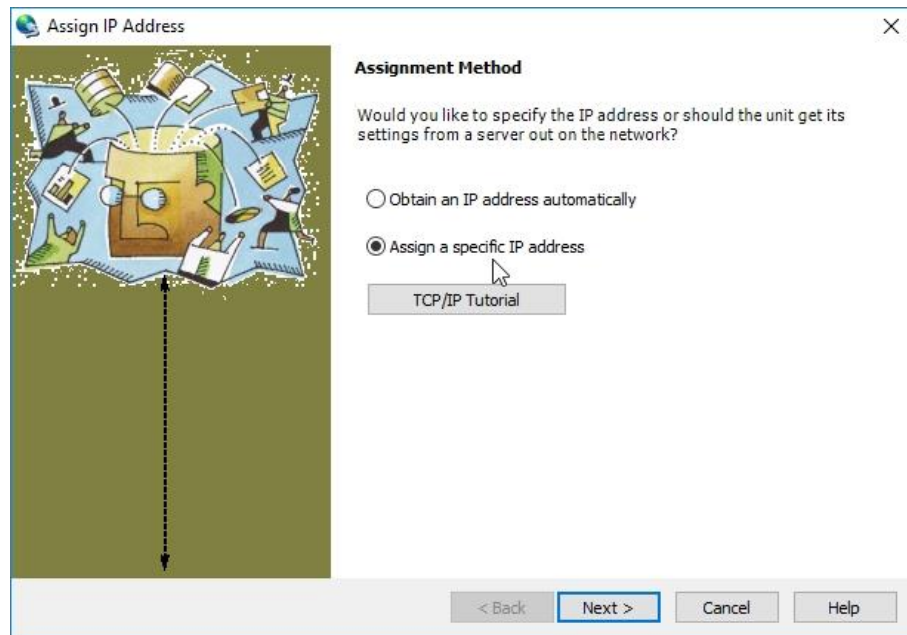 Assign IP Address
Assignment Method
Would you like to specify the IP address or should the unit get its
settings from a server out on the network?
Obtain an IP address automatically
Assign a specific IP address
TCP/IP Tutorial
< Back
Next >
Cancel
Help